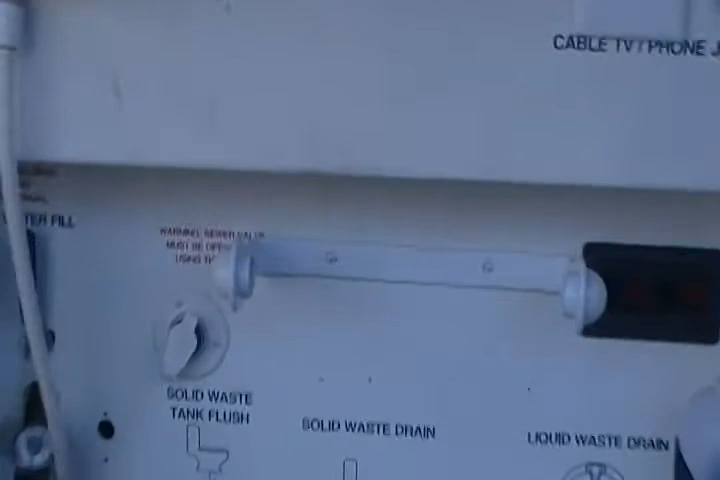 CABLE TV / PHONE
TER FILL
WARNING: SEWER VALVE
MUST BE OPEN
USING
SOLID WASTE
TANK FLUSH
SOLID WASTE DRAIN
LIQUID WASTE DRAIN